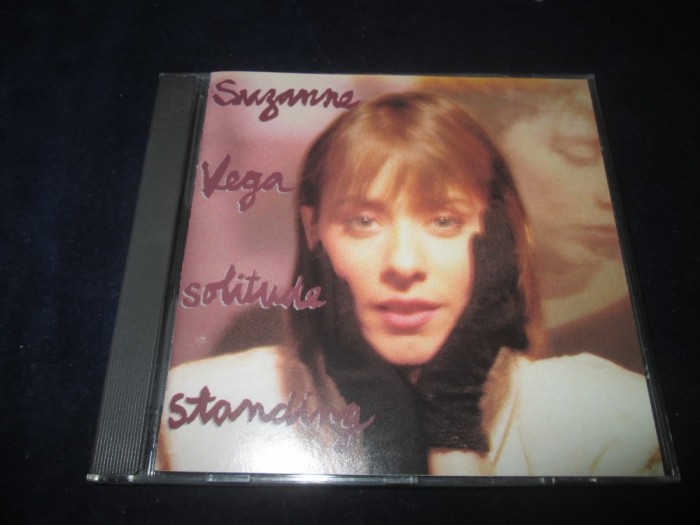 Suzanne
Vega
solitude
standing